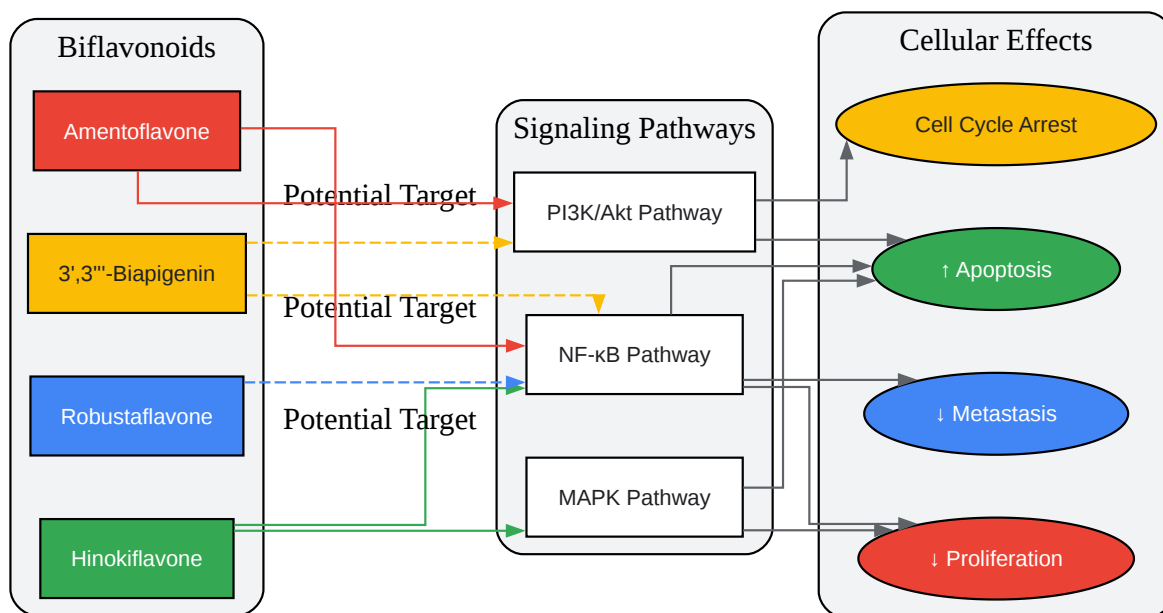 Biflavonoids
Amentoflavone
3',3'''-Biapigenin
Robustaflavone
Hinokiflavone
Potential Target
Potential Target
Potential Target
Signaling Pathways
PI3K/Akt Pathway
NF-κB Pathway
MAPK Pathway
Cellular Effects
Cell Cycle Arrest
↑ Apoptosis
↓ Metastasis
↓ Proliferation